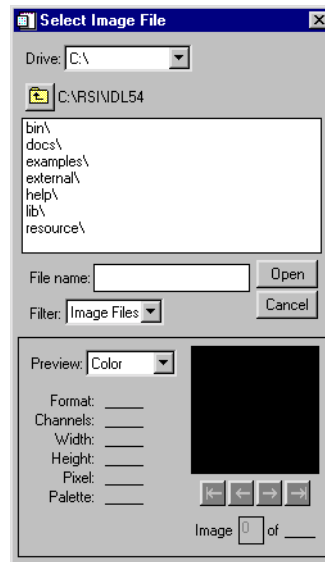 Select Image File
Drive: C:\
C:\RSI\IDL54
bin\
docs\
examples\
external\
help\
lib\
resource\
File name: Open
Filter: Image Files Cancel
Preview: Color
Format:
Channels:
Width:
Height:
Pixel:
Palette:
Image 0 of